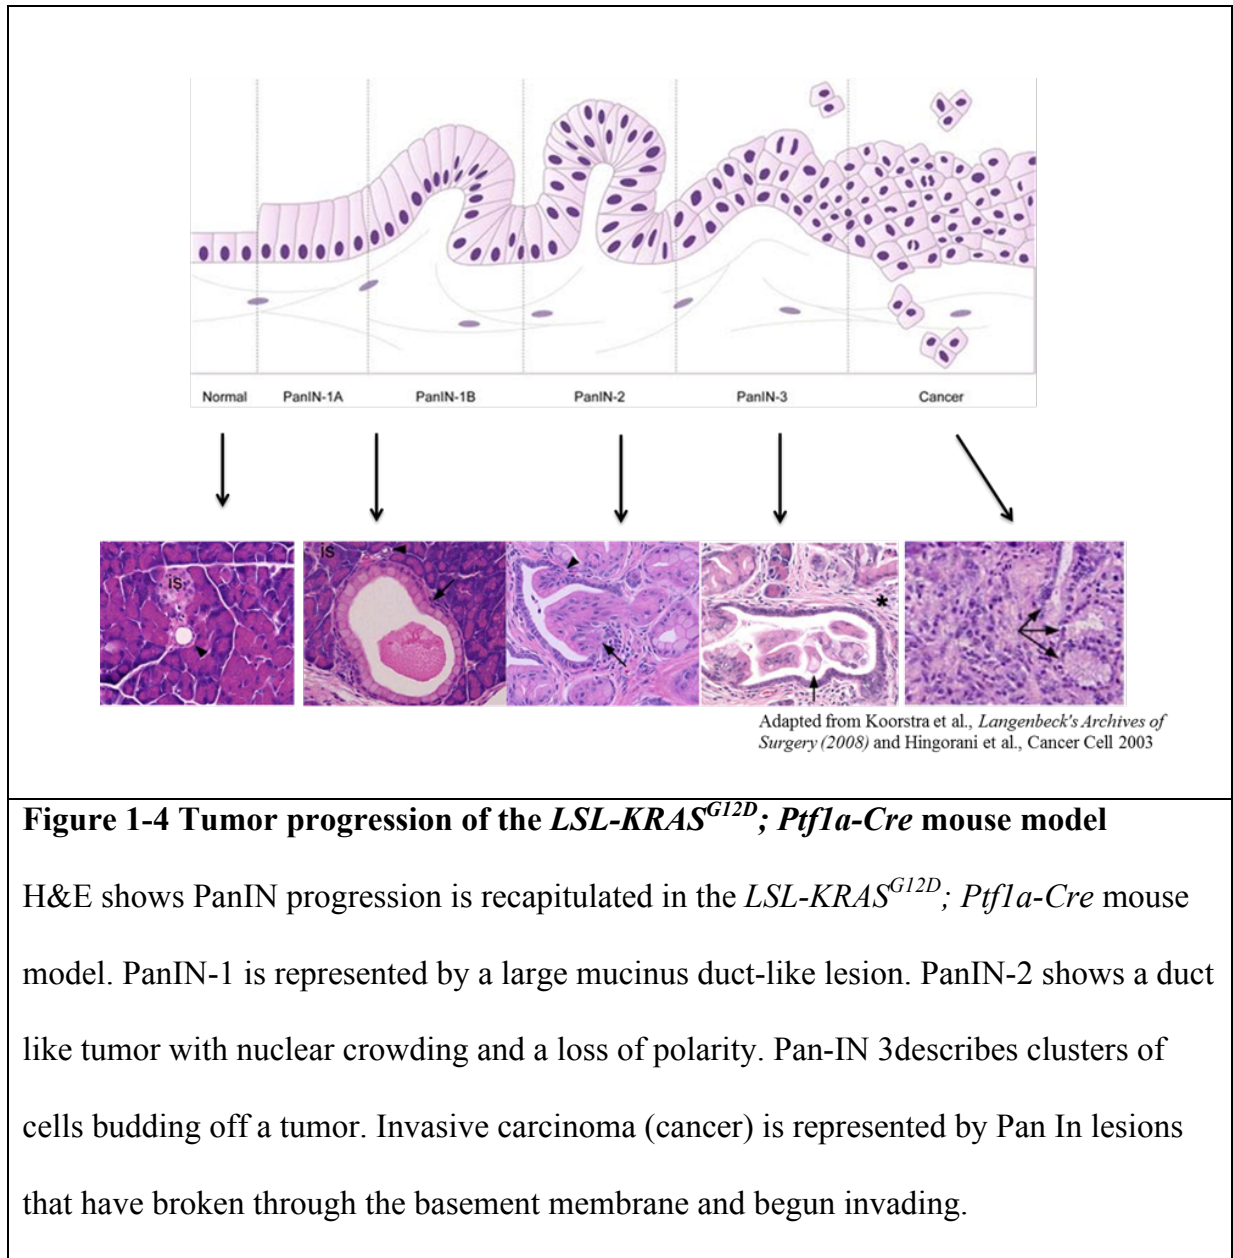 Normal PanIN-1A PanIN-1B PanIN-2 PanIN-3 Cancer
is
is
*
Adapted from Koorstra et al., Langenbeck's Archives of
Surgery (2008) and Hingorani et al., Cancer Cell 2003
Figure 1-4 Tumor progression of the LSL-KRAS^G12D; Ptf1a-Cre mouse model
H&E shows PanIN progression is recapitulated in the LSL-KRAS^G12D; Ptf1a-Cre mouse
model. PanIN-1 is represented by a large mucinus duct-like lesion. PanIN-2 shows a duct
like tumor with nuclear crowding and a loss of polarity. Pan-IN 3describes clusters of
cells budding off a tumor. Invasive carcinoma (cancer) is represented by Pan In lesions
that have broken through the basement membrane and begun invading.